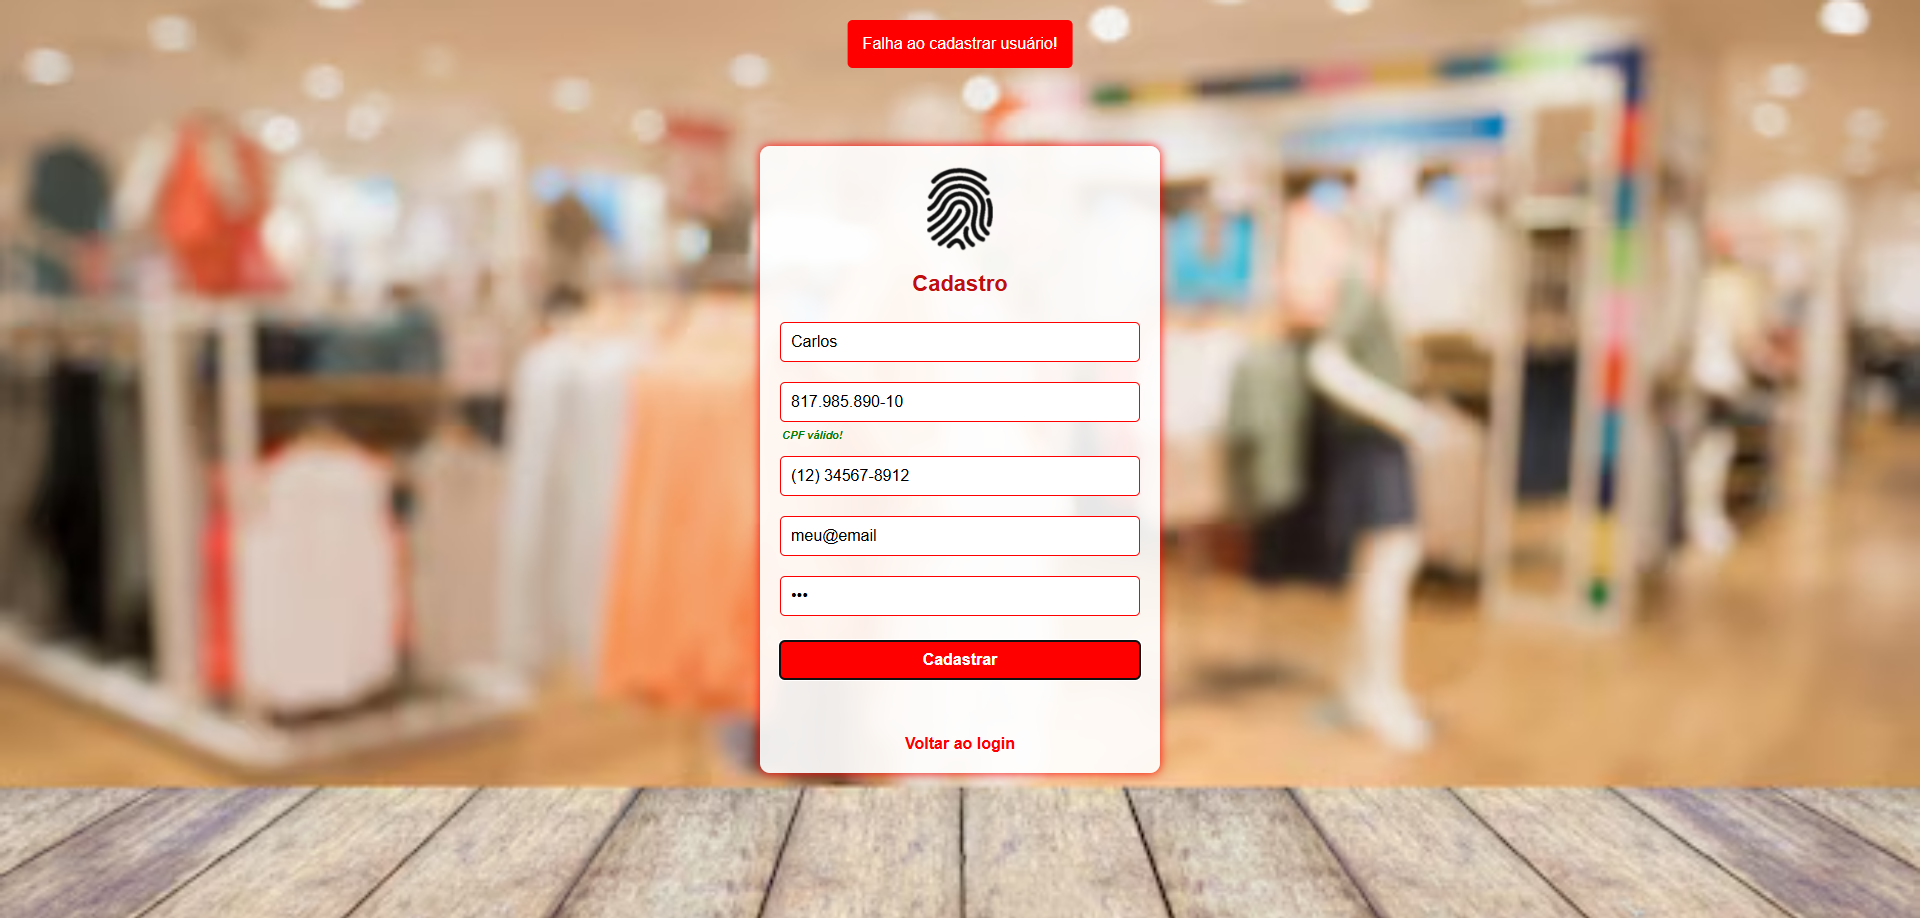 Falha ao cadastrar usuário!
Cadastro
Carlos
817.985.890-10
CPF válido!
(12) 34567-8912
meu@email
•••
Cadastrar
Voltar ao login